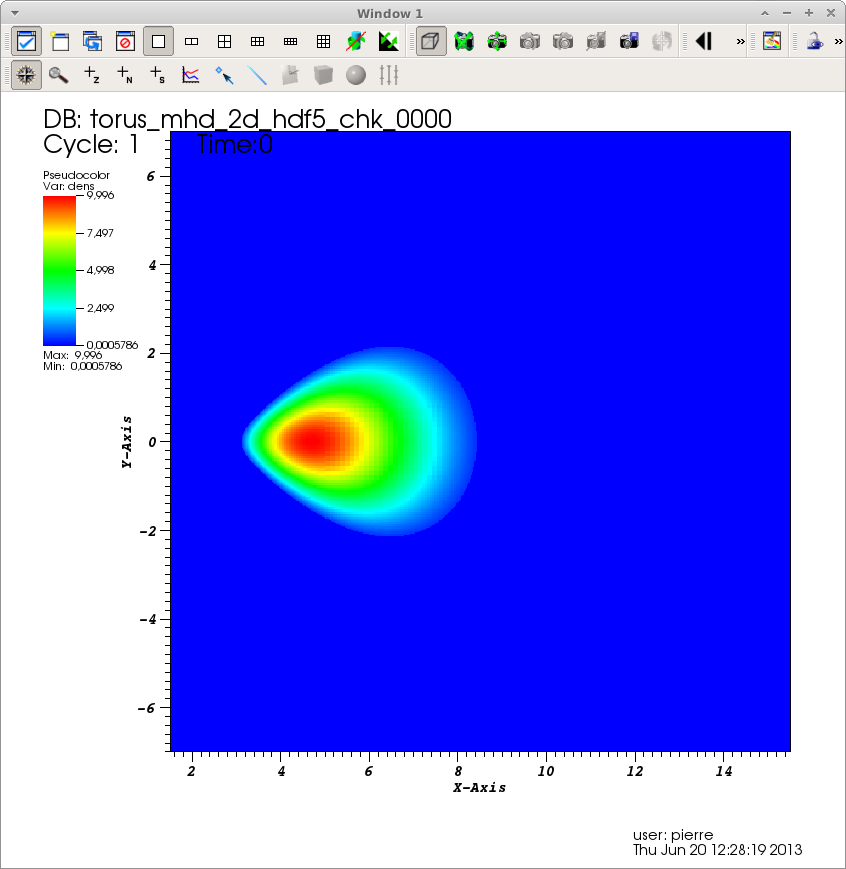 Window 1
DB: torus_mhd_2d_hdf5_chk_0000
Cycle: 1 Time:0
Pseudocolor
Var: dens
9,996
7,497
4,998
2,499
0,0005786
Max: 9,996
Min: 0,0005786
6
4
2
0
-2
-4
-6
Y-Axis
2 4 6 8 10 12 14
X-Axis
user: pierre
Thu Jun 20 12:28:19 2013